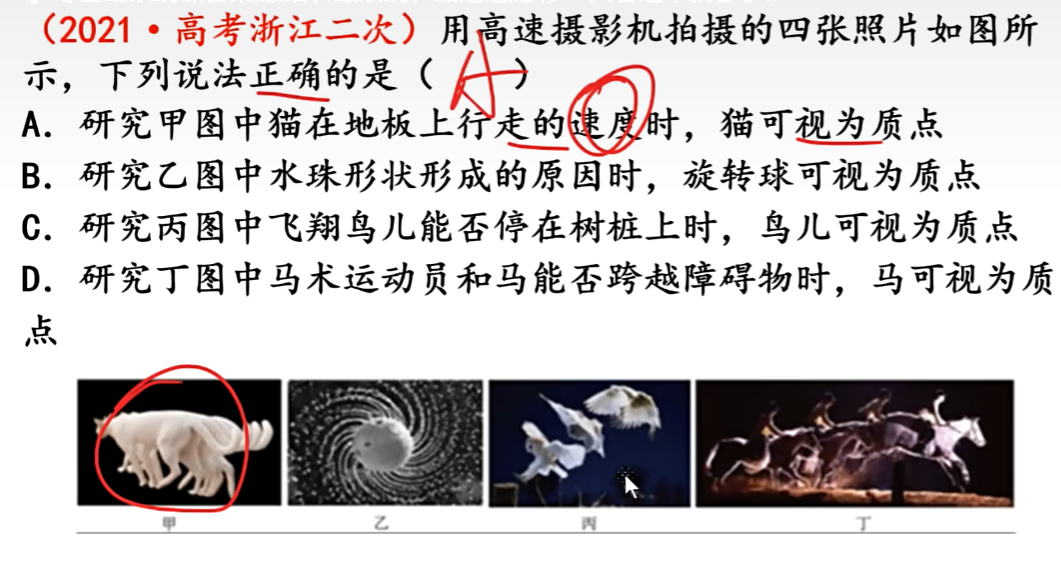 （2021·高考浙江二次）用高速摄影机拍摄的四张照片如图所
示，下列说法正确的是（A）
A．研究甲图中猫在地板上行走的速度时，猫可视为质点
B．研究乙图中水珠形状形成的原因时，旋转球可视为质点
C．研究丙图中飞翔鸟儿能否停在树桩上时，鸟儿可视为质点
D．研究丁图中马术运动员和马能否跨越障碍物时，马可视为质
点
甲 乙 丙 丁